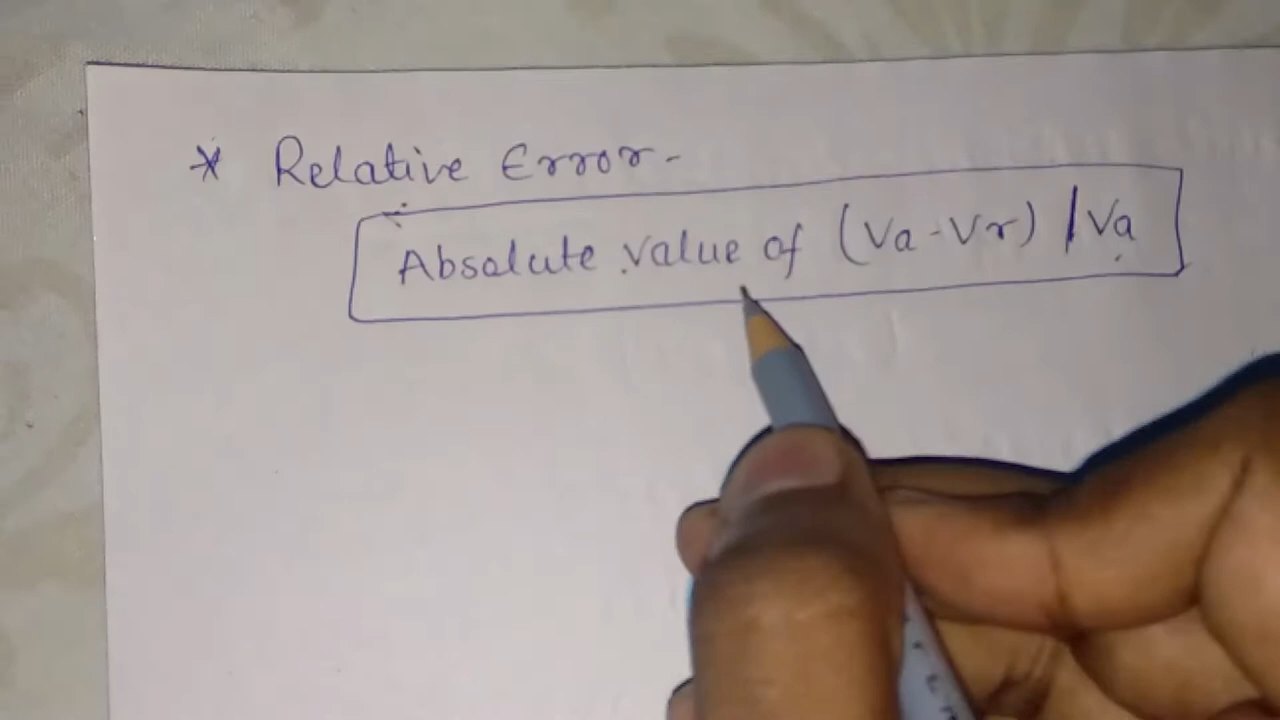 * Relative Error-
Absolute value of (Va-Vr) / Va